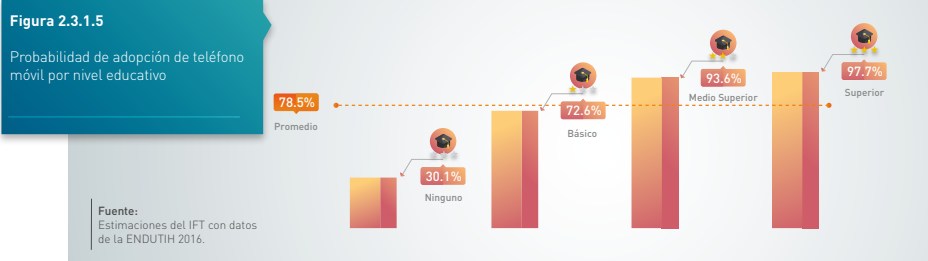 Figura 2.3.1.5
Probabilidad de adopción de teléfono
móvil por nivel educativo
78.5%
Promedio
30.1%
Ninguno
72.6%
Básico
93.6%
Medio Superior
97.7%
Superior
Fuente:
Estimaciones del IFT con datos
de la ENDUTIH 2016.